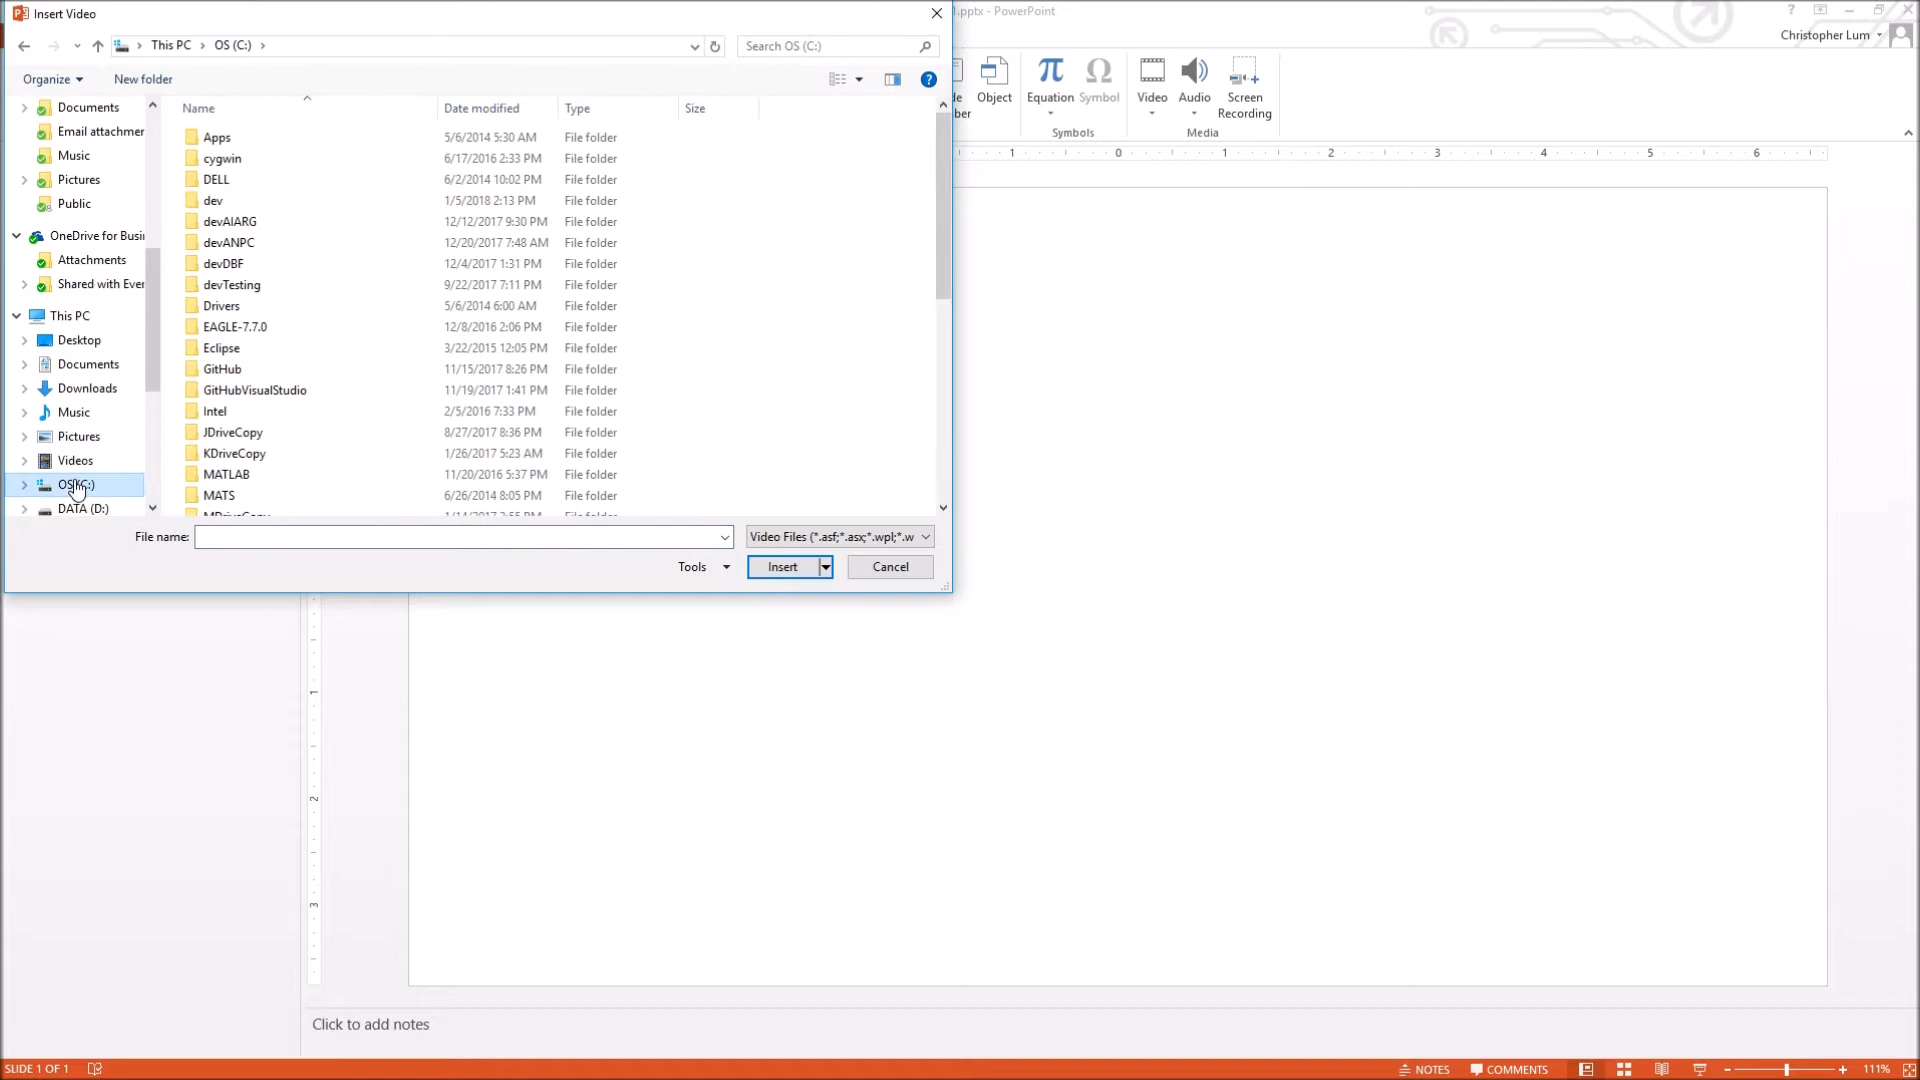 Insert Video
.pptx - PowerPoint
Christopher Lum
This PC
OS (C:)
Search OS (C:)
Organize
New folder
Object
Equation
Symbol
Video
Audio
Screen
Recording
Symbols
Media
Name
Date modified
Type
Size
Documents
Email attachmer
Music
Pictures
Public
OneDrive for Busi
Attachments
Shared with Ever
This PC
Desktop
Documents
Downloads
Music
Pictures
Videos
OS (C:)
DATA (D:)
Apps 5/6/2014 5:30 AM File folder
cygwin 6/17/2016 2:33 PM File folder
DELL 6/2/2014 10:02 PM File folder
dev 1/5/2018 2:13 PM File folder
devAIARG 12/12/2017 9:30 PM File folder
devANPC 12/20/2017 7:48 AM File folder
devDBF 12/4/2017 1:31 PM File folder
devTesting 9/22/2017 7:11 PM File folder
Drivers 5/6/2014 6:00 AM File folder
EAGLE-7.7.0 12/8/2016 2:06 PM File folder
Eclipse 3/22/2015 12:05 PM File folder
GitHub 11/15/2017 8:26 PM File folder
GitHubVisualStudio 11/19/2017 1:41 PM File folder
Intel 2/5/2016 7:33 PM File folder
JDriveCopy 8/27/2017 8:36 PM File folder
KDriveCopy 1/26/2017 5:23 AM File folder
MATLAB 11/20/2016 5:37 PM File folder
MATS 6/26/2014 8:05 PM File folder
File name:
Video Files (*.asf;*.asx;*.wpl;*.w
Tools
Insert
Cancel
1 0 1 2 3 4 5 6
1
2
3
Click to add notes
SLIDE 1 OF 1
NOTES
COMMENTS
111%